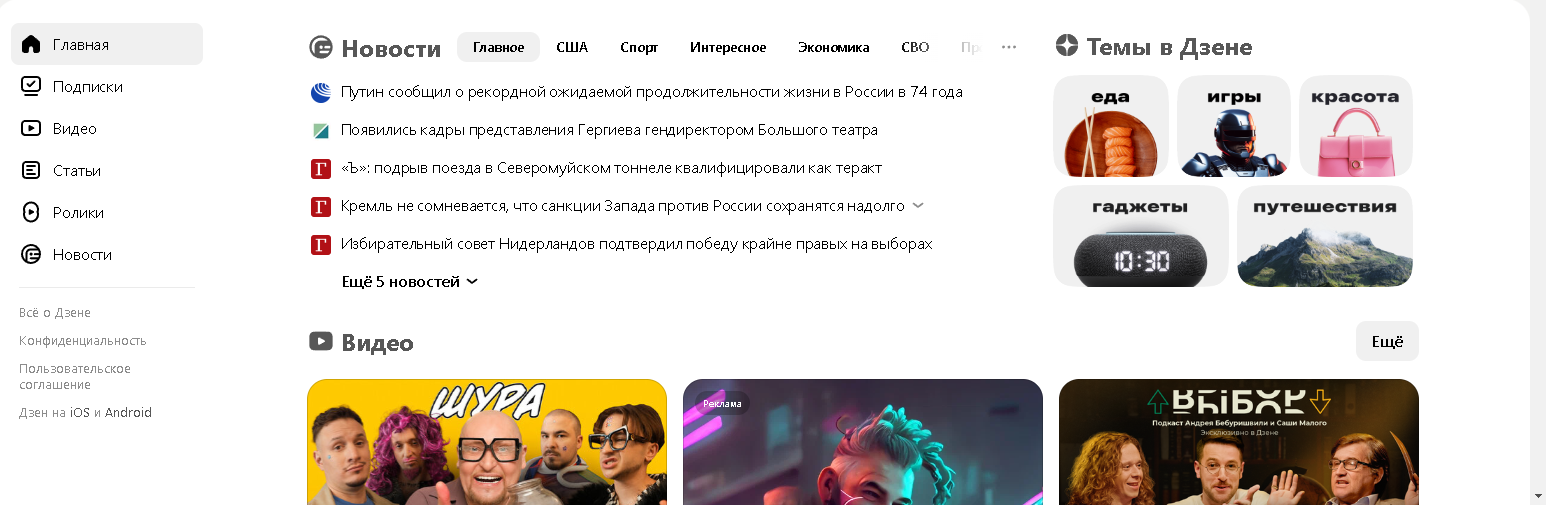 Главная
Подписки
Видео
Статьи
Ролики
Новости
Всё о Дзене
Конфиденциальность
Пользовательское
соглашение
Дзен на iOS и Android
Новости
Главное США Спорт Интересное Экономика СВО
Путин сообщил о рекордной ожидаемой продолжительности жизни в России в 74 года
Появились кадры представления Гергиева гендиректором Большого театра
«Ъ»: подрыв поезда в Северомуйском тоннеле квалифицировали как теракт
Кремль не сомневается, что санкции Запада против России сохранятся надолго
Избирательный совет Нидерландов подтвердил победу крайне правых на выборах
Ещё 5 новостей
Темы в Дзене
еда игры красота
гаджеты путешествия
10:30
Видео
Ещё
ШУРА
Реклама
ВЫБОР
Подкаст Андрея Бебуришвили и Саши Малого
Эксклюзивно в Дзене